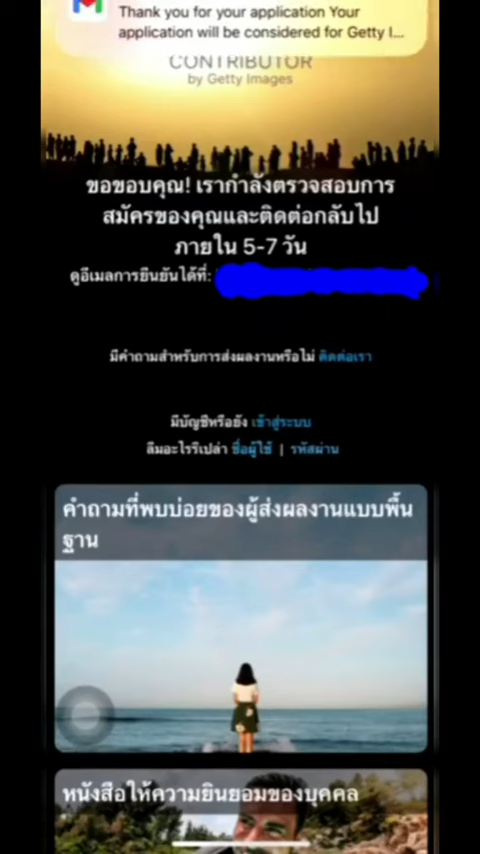 Thank you for your application Your
application will be considered for Getty I...
CONTRIBUTOR
by Getty Images
ขอขอบคุณ! เรากำลังตรวจสอบการ
สมัครของคุณและติดต่อกลับไป
ภายใน 5-7 วัน
ดูอีเมลการยืนยันได้ที่:
มีคำถามสำหรับการส่งผลงานหรือไม่ ติดต่อเรา
มีบัญชีหรือยัง เข้าสู่ระบบ
ลืมอะไรรึเปล่า ชื่อผู้ใช้ | รหัสผ่าน
คำถามที่พบบ่อยของผู้ส่งผลงานแบบพื้น
ฐาน
หนังสือให้ความยินยอมของบุคคล